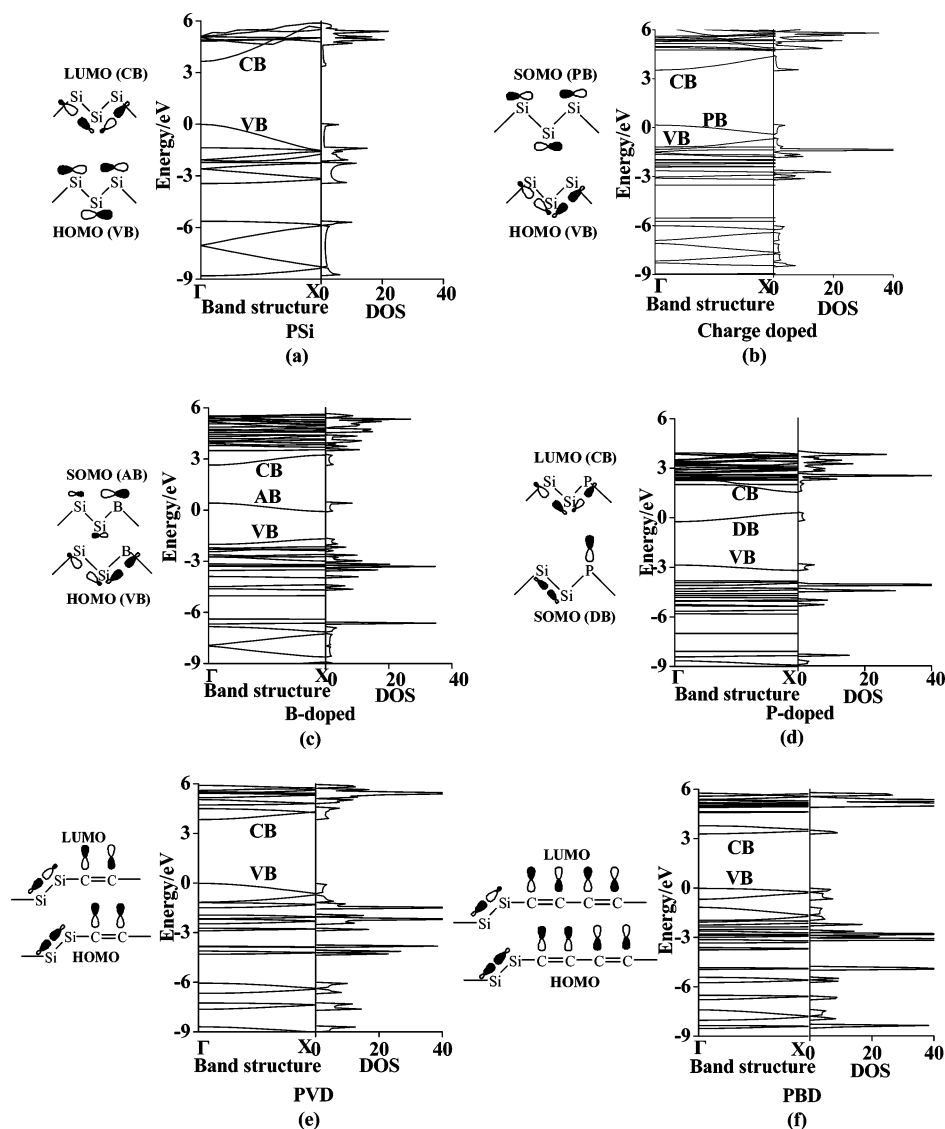 6
LUMO (CB)
Si Si
Si
Si Si
Si
HOMO (VB)
Energy/eV
3
0
-3
-6
-9
CB
VB
Γ X 0 20 40
Band structure DOS
PSi
(a)
6
SOMO (PB)
Si Si
Si
Si Si
Si
HOMO (VB)
Energy/eV
3
0
-3
-6
-9
CB
PB
VB
Γ X 0 20 40
Band structure DOS
Charge doped
(b)
6
SOMO (AB)
Si B
Si
Si B
Si
HOMO (VB)
Energy/eV
3
0
-3
-6
-9
CB
AB
VB
Γ X 0 20 40
Band structure DOS
B-doped
(c)
6
LUMO (CB)
Si P
Si
Si P
Si
SOMO (DB)
Energy/eV
3
0
-3
-6
-9
CB
DB
VB
Γ X 0 20 40
Band structure DOS
P-doped
(d)
6
LUMO
Si C C
Si
Si C C
Si
HOMO
Energy/eV
3
0
-3
-6
-9
CB
VB
Γ X 0 20 40
Band structure DOS
PVD
(e)
6
LUMO
Si C C C C
Si
Si C C C C
Si
HOMO
Energy/eV
3
0
-3
-6
-9
CB
VB
Γ X 0 20 40
Band structure DOS
PBD
(f)